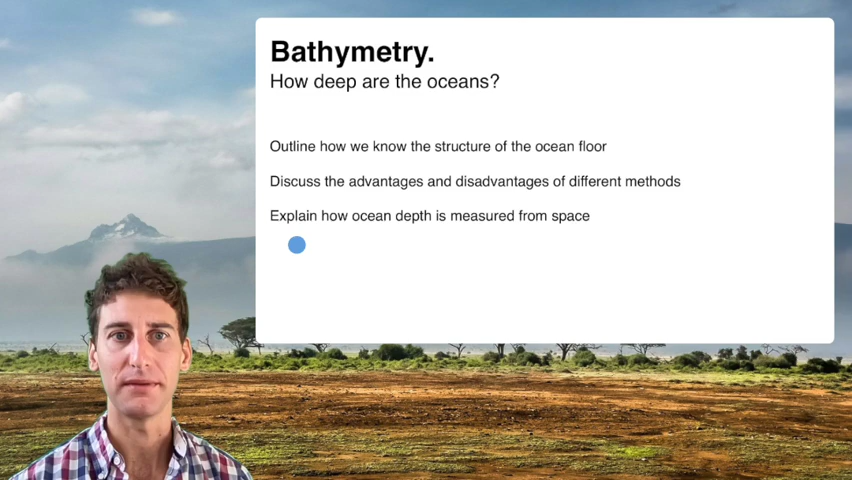 Bathymetry.
How deep are the oceans?
Outline how we know the structure of the ocean floor
Discuss the advantages and disadvantages of different methods
Explain how ocean depth is measured from space